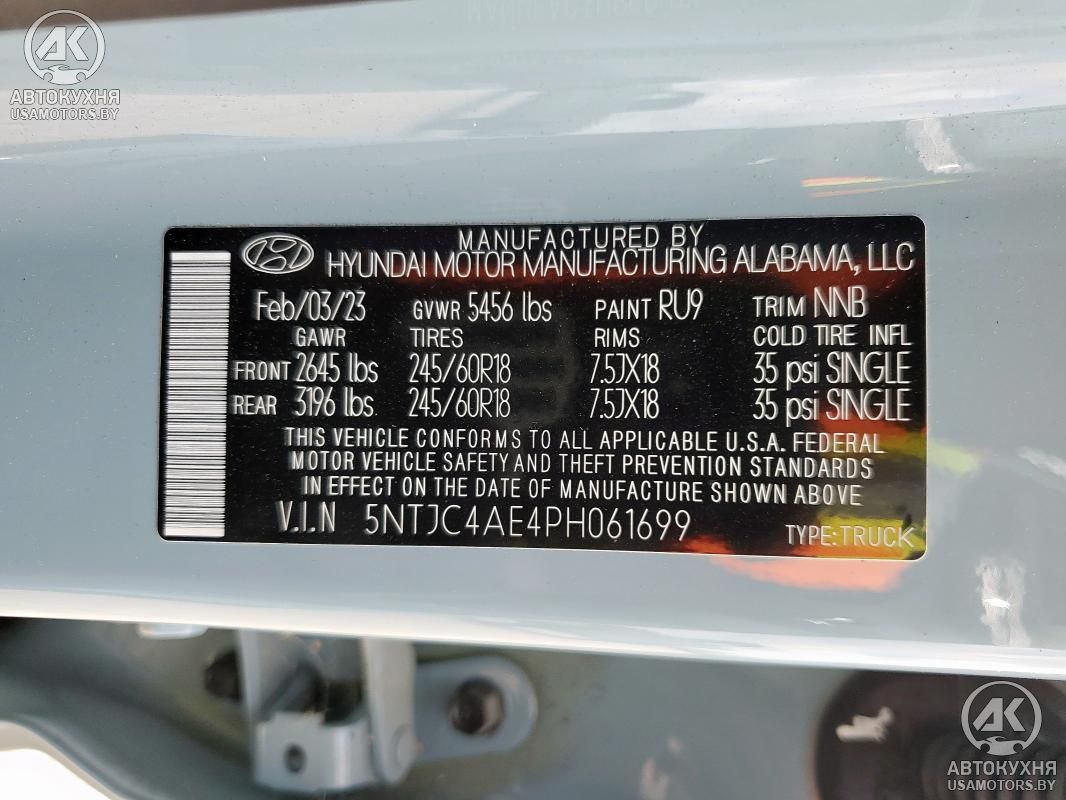 AK
АВТОКУХНЯ
USAMOTORS.BY
MANUFACTURED BY
HYUNDAI MOTOR MANUFACTURING ALABAMA, LLC
Feb/03/23 GVWR 5456 lbs PAINT RU9 TRIM NNB
GAWR TIRES RIMS COLD TIRE INFL
FRONT 2645 lbs 245/60R18 7.5JX18 35 psi SINGLE
REAR 3196 lbs 245/60R18 7.5JX18 35 psi SINGLE
THIS VEHICLE CONFORMS TO ALL APPLICABLE U.S.A. FEDERAL
MOTOR VEHICLE SAFETY AND THEFT PREVENTION STANDARDS
IN EFFECT ON THE DATE OF MANUFACTURE SHOWN ABOVE
V.I.N 5NTJC4AE4PH061699 TYPE:TRUCK
AK
АВТОКУХНЯ
USAMOTORS.BY